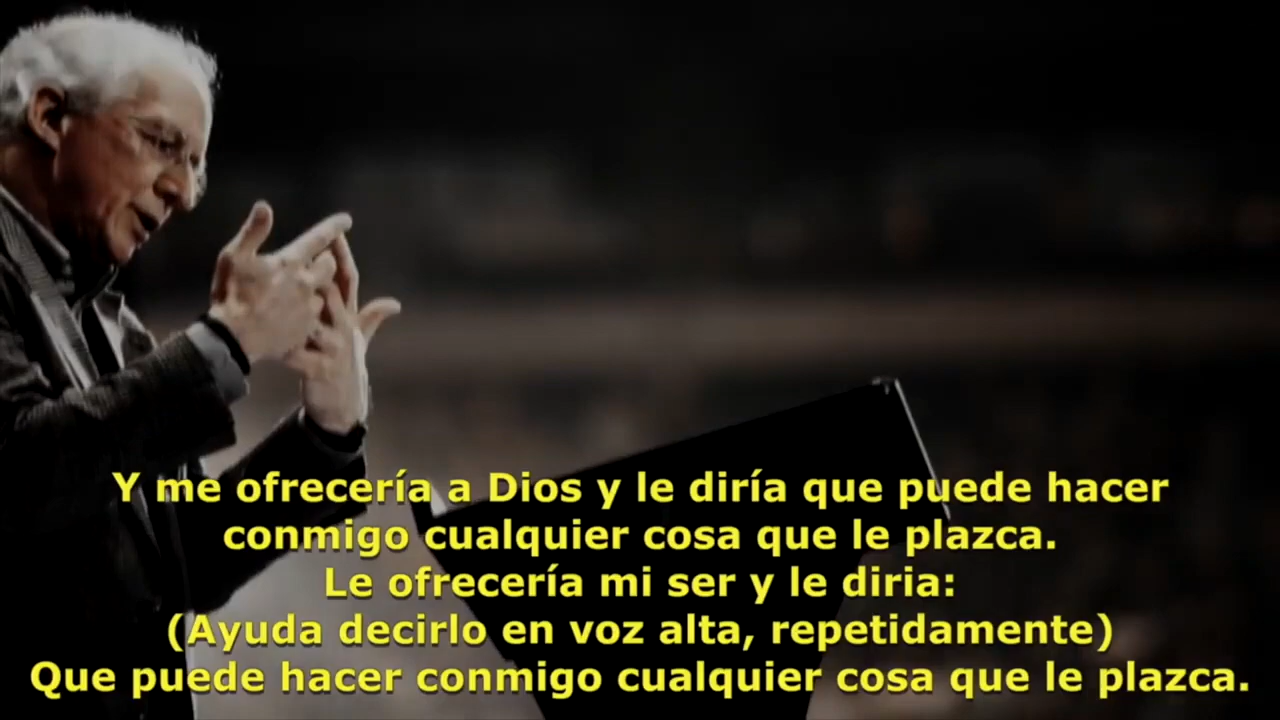 Y me ofrecería a Dios y le diría que puede hacer
conmigo cualquier cosa que le plazca.
Le ofrecería mi ser y le diria:
(Ayuda decirlo en voz alta, repetidamente)
Que puede hacer conmigo cualquier cosa que le plazca.